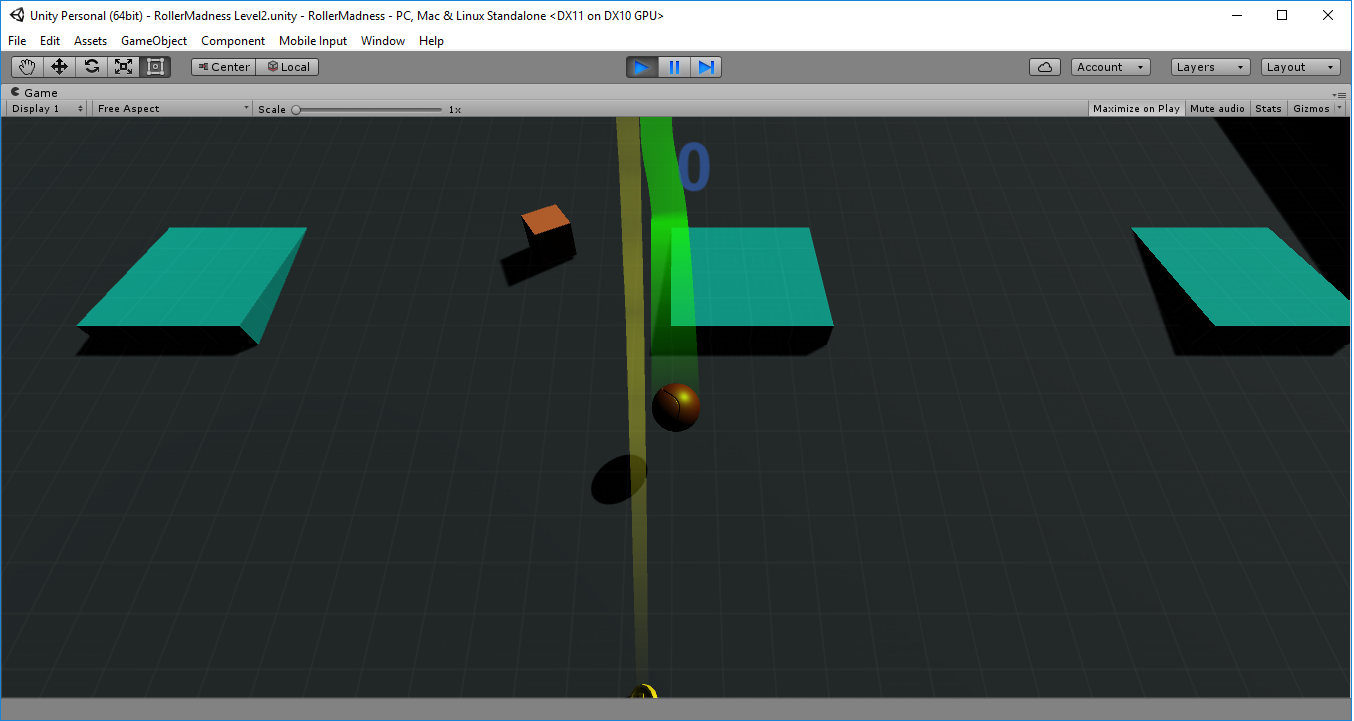 Unity Personal (64bit) - RollerMadness Level2.unity - RollerMadness - PC, Mac & Linux Standalone <DX11 on DX10 GPU>
File Edit Assets GameObject Component Mobile Input Window Help
Center Local Account Layers Layout
Game
Display 1 Free Aspect Scale 1x Maximize on Play Mute audio Stats Gizmos
0